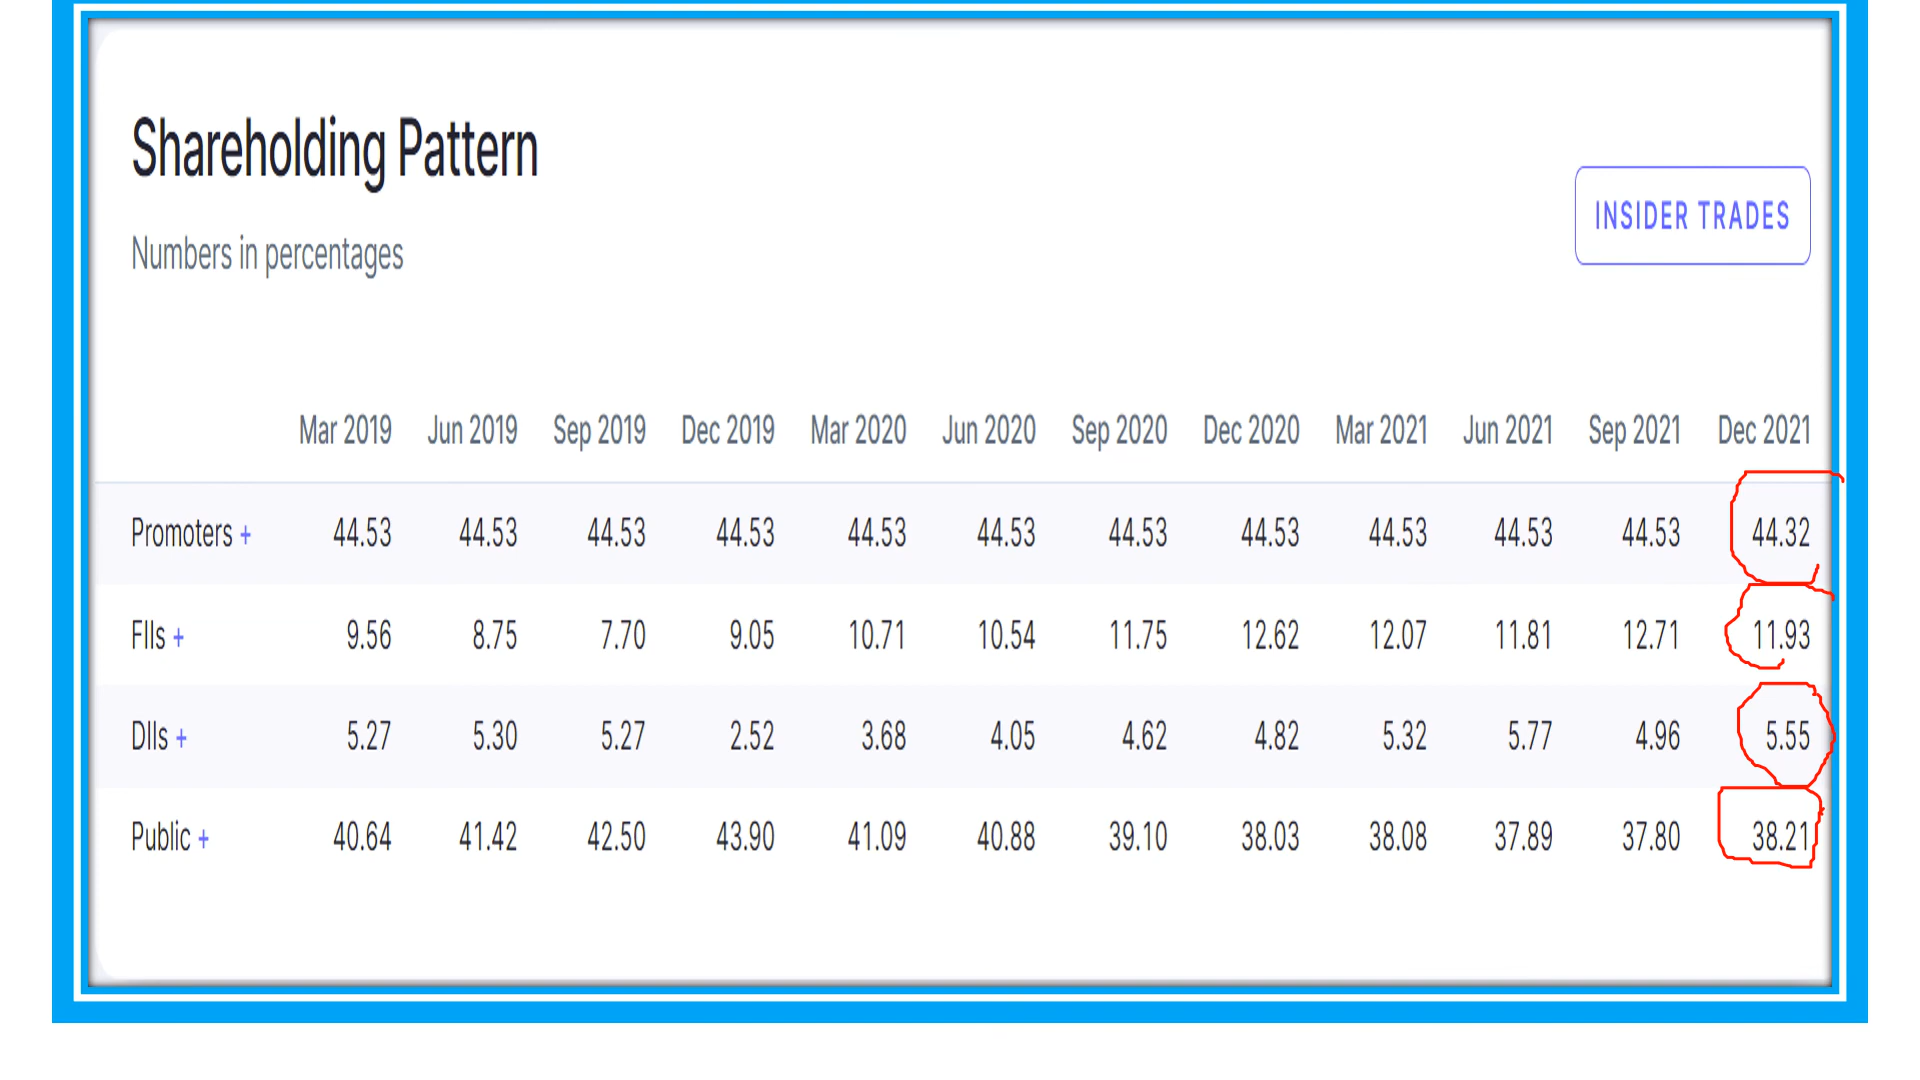 Shareholding Pattern
INSIDER TRADES
Numbers in percentages
Mar 2019 Jun 2019 Sep 2019 Dec 2019 Mar 2020 Jun 2020 Sep 2020 Dec 2020 Mar 2021 Jun 2021 Sep 2021 Dec 2021
Promoters + 44.53 44.53 44.53 44.53 44.53 44.53 44.53 44.53 44.53 44.53 44.53 44.32
FIIs + 9.56 8.75 7.70 9.05 10.71 10.54 11.75 12.62 12.07 11.81 12.71 11.93
DIIs + 5.27 5.30 5.27 2.52 3.68 4.05 4.62 4.82 5.32 5.77 4.96 5.55
Public + 40.64 41.42 42.50 43.90 41.09 40.88 39.10 38.03 38.08 37.89 37.80 38.21